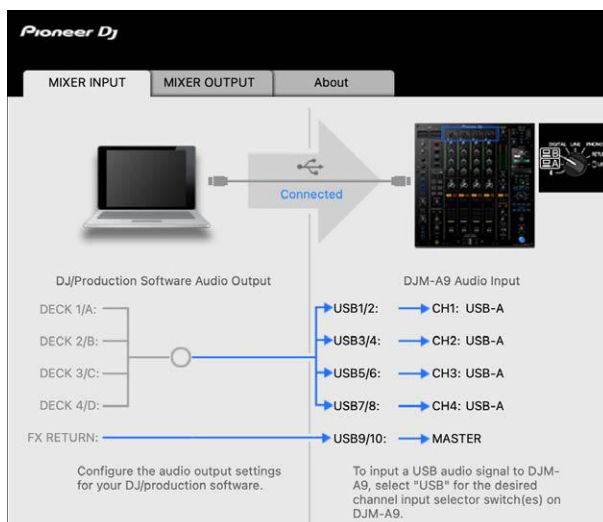 Pioneer Dj
MIXER INPUT
MIXER OUTPUT
About
Connected
DIGITAL LINE PHONO
B
A
DJ/Production Software Audio Output
DJM-A9 Audio Input
DECK 1/A:
USB1/2:
CH1: USB-A
DECK 2/B:
USB3/4:
CH2: USB-A
DECK 3/C:
USB5/6:
CH3: USB-A
DECK 4/D:
USB7/8:
CH4: USB-A
FX RETURN:
USB9/10:
MASTER
Configure the audio output settings
for your DJ/production software.
To input a USB audio signal to DJM-
A9, select "USB" for the desired
channel input selector switch(es) on
DJM-A9.